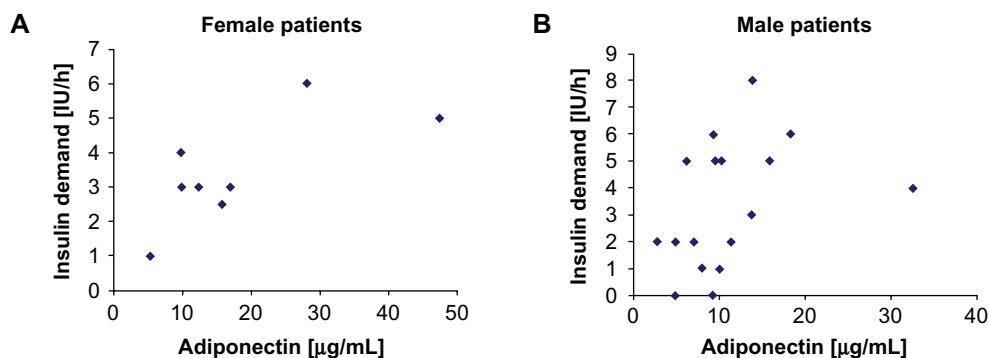 A
Female patients
7
6
5
4
3
2
1
0
Insulin demand [IU/h]
0 10 20 30 40 50
Adiponectin [µg/mL]
B
Male patients
9
8
7
6
5
4
3
2
1
0
Insulin demand [IU/h]
0 10 20 30 40
Adiponectin [µg/mL]